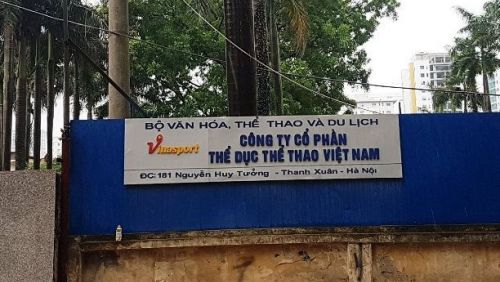 BỘ VĂN HÓA, THỂ THAO VÀ DU LỊCH
Vinasport
CÔNG TY CỔ PHẦN
THỂ DỤC THỂ THAO VIỆT NAM
ĐC: 181 Nguyễn Huy Tưởng - Thanh Xuân - Hà Nội